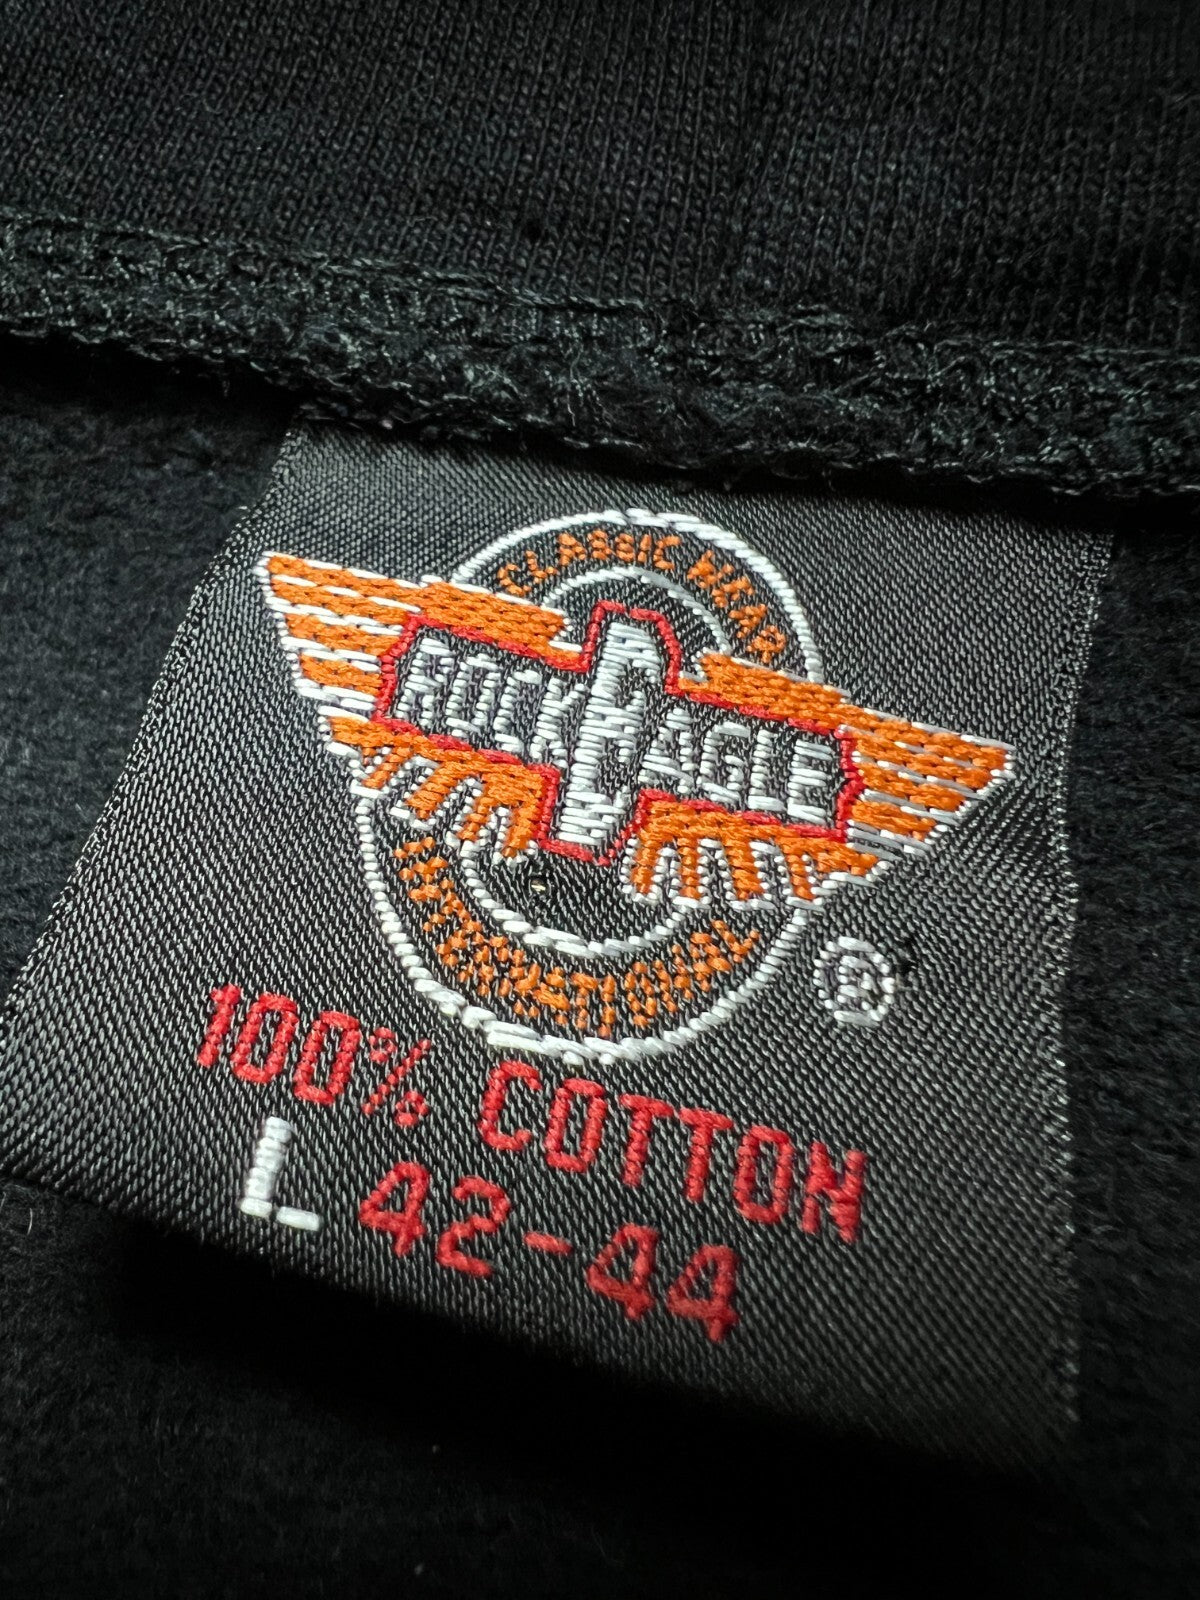 CLASSIC WEAR
ROCK EAGLE
INTERNATIONAL
®
100% COTTON
L 42-44